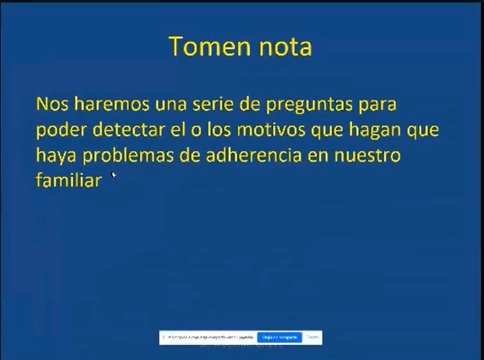 Tomen nota
Nos haremos una serie de preguntas para
poder detectar el o los motivos que hagan que
haya problemas de adherencia en nuestro
familiar